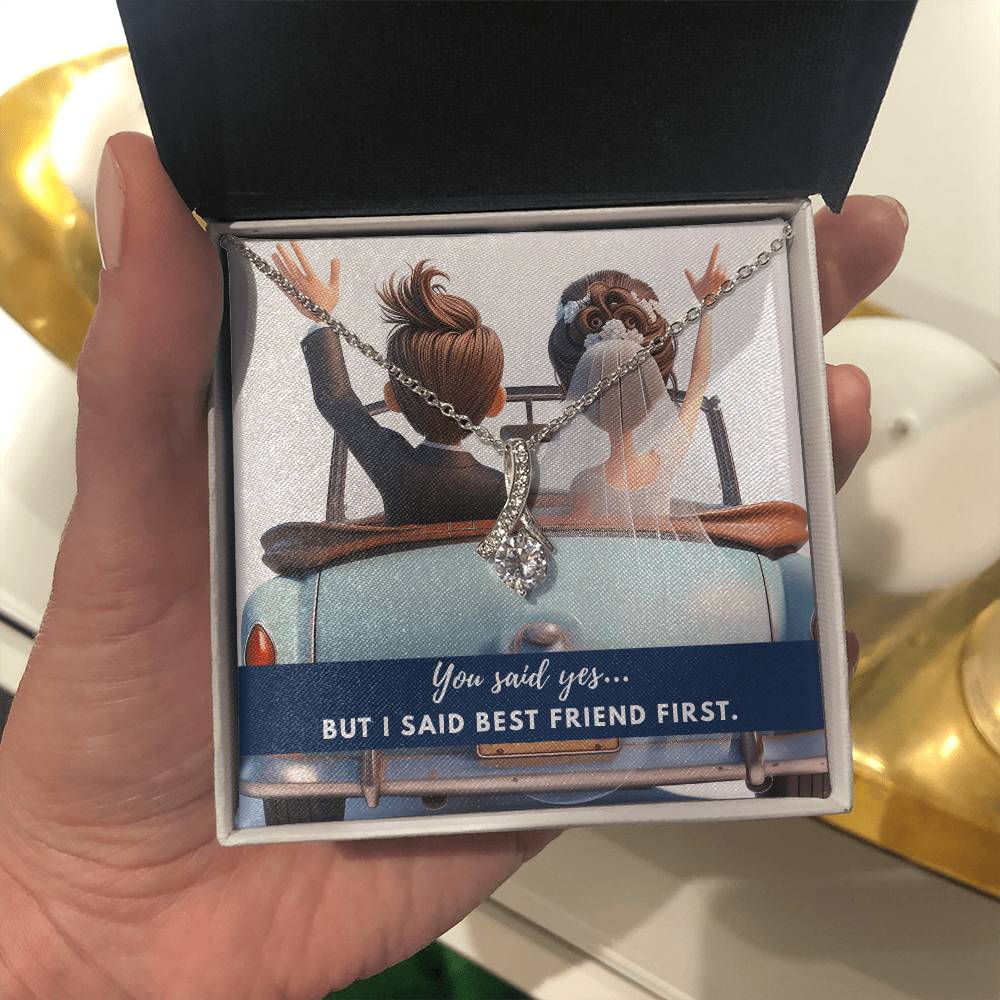 You said yes...
BUT I SAID BEST FRIEND FIRST.